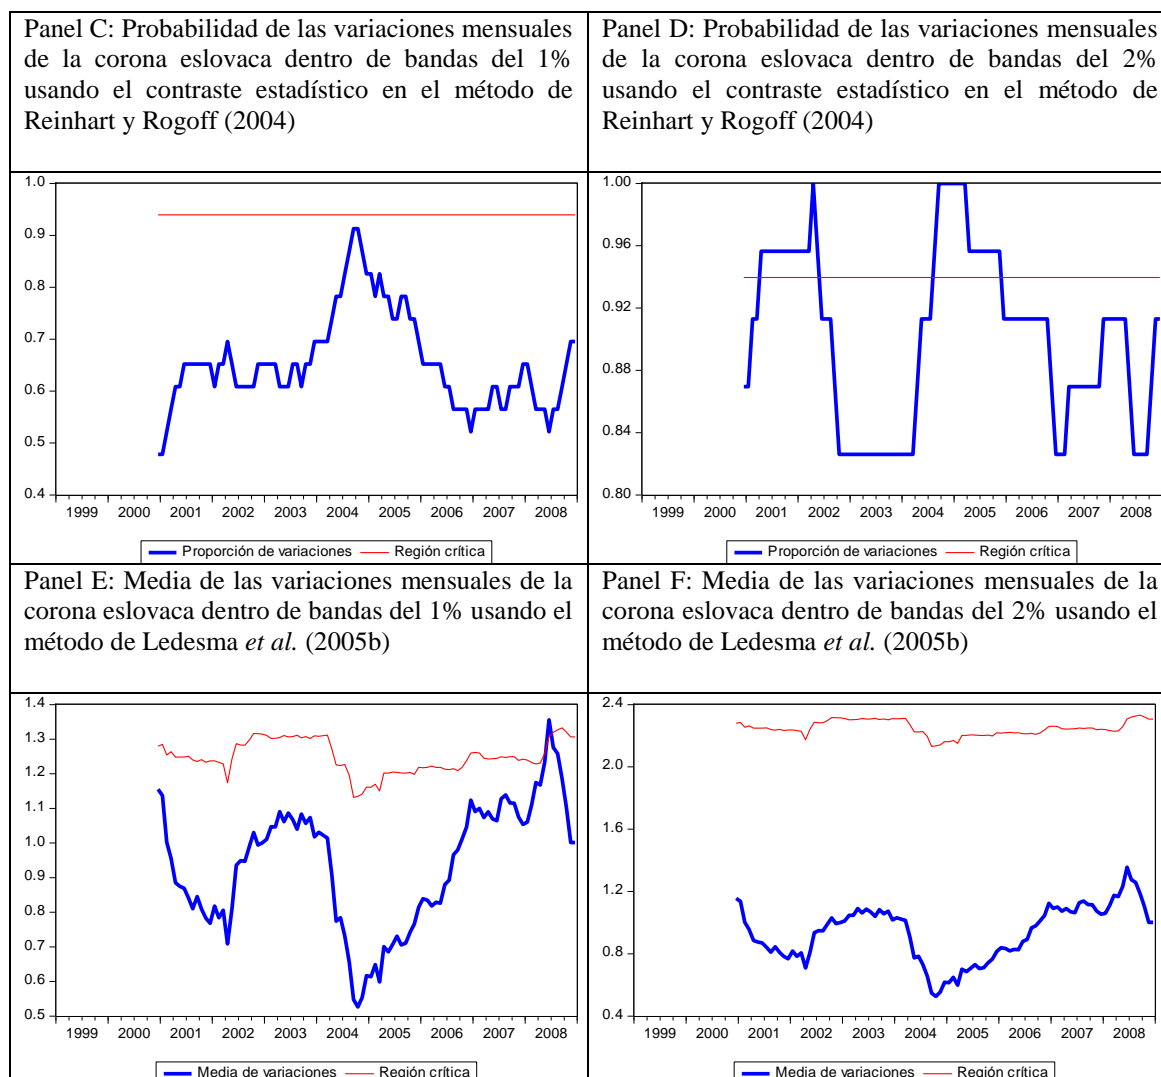 Panel C: Probabilidad de las variaciones mensuales
de la corona eslovaca dentro de bandas del 1%
usando el contraste estadístico en el método de
Reinhart y Rogoff (2004)
Panel D: Probabilidad de las variaciones mensuales
de la corona eslovaca dentro de bandas del 2%
usando el contraste estadístico en el método de
Reinhart y Rogoff (2004)
1.0
0.9
0.8
0.7
0.6
0.5
0.4
1999 2000 2001 2002 2003 2004 2005 2006 2007 2008
Proporción de variaciones Región crítica
1.00
0.96
0.92
0.88
0.84
0.80
1999 2000 2001 2002 2003 2004 2005 2006 2007 2008
Proporción de variaciones Región crítica
Panel E: Media de las variaciones mensuales de la
corona eslovaca dentro de bandas del 1% usando el
método de Ledesma et al. (2005b)
Panel F: Media de las variaciones mensuales de la
corona eslovaca dentro de bandas del 2% usando el
método de Ledesma et al. (2005b)
1.4
1.3
1.2
1.1
1.0
0.9
0.8
0.7
0.6
0.5
1999 2000 2001 2002 2003 2004 2005 2006 2007 2008
Media de variaciones Región crítica
2.4
2.0
1.6
1.2
0.8
0.4
1999 2000 2001 2002 2003 2004 2005 2006 2007 2008
Media de variaciones Región crítica